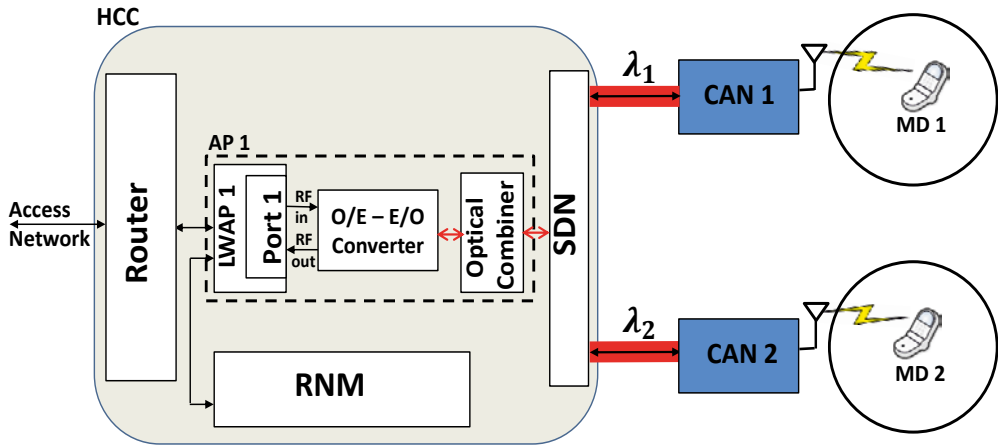 HCC
Access
Network
Router
AP 1
LWAP 1
Port 1
RF
in
RF
out
O/E – E/O
Converter
Optical
Combiner
SDN
RNM
λ1
CAN 1
MD 1
λ2
CAN 2
MD 2